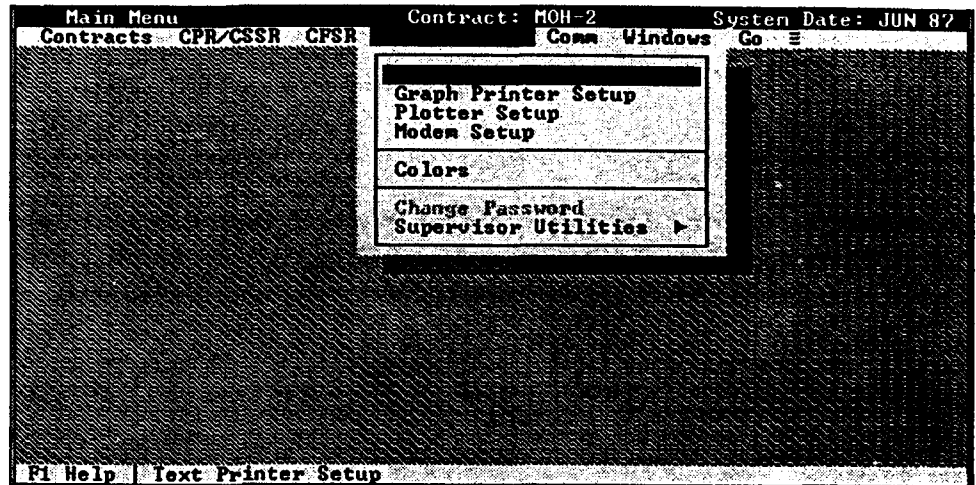 Main Menu Contract: MOH-2 System Date: JUN 87
Contracts CPR/CSSR CFSR Comm Windows Go ≡
Graph Printer Setup
Plotter Setup
Modem Setup
Colors
Change Password
Supervisor Utilities ►
F1 Help Text Printer Setup